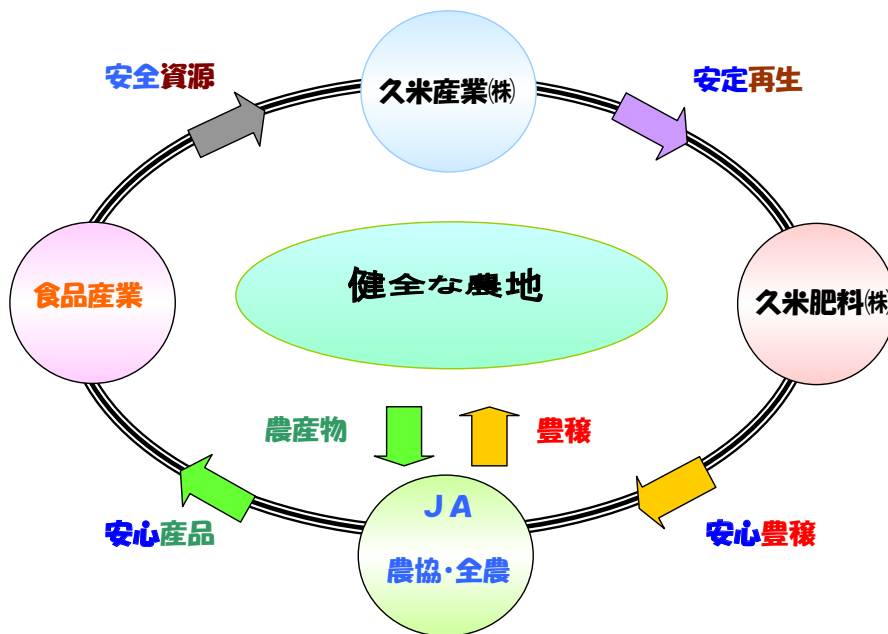 安全資源
久米産業㈱
安定再生
食品産業
健全な農地
久米肥料㈱
農産物
豊穣
安心産品
JA
農協・全農
安心豊穣